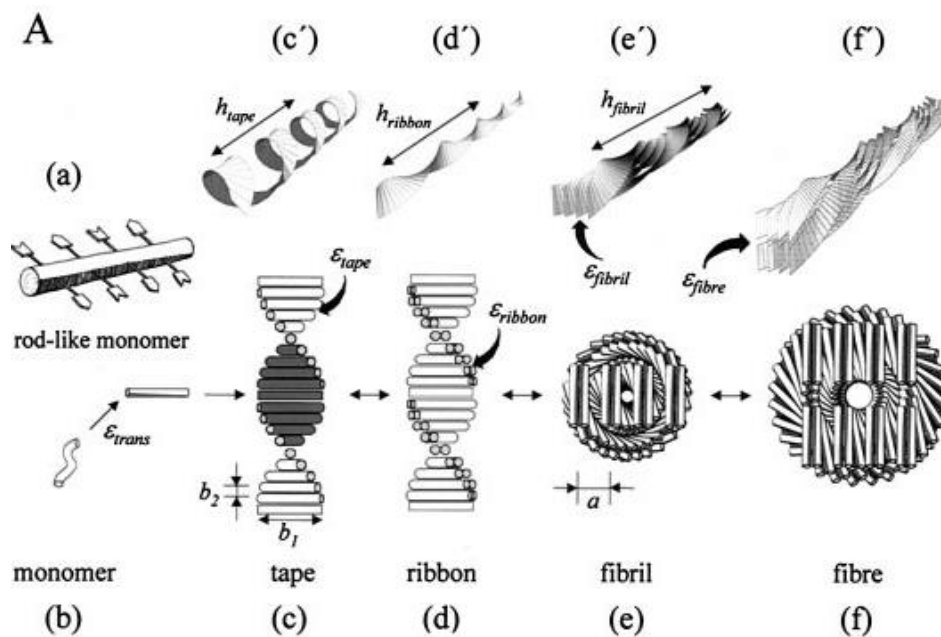 A
(c´) (d´) (e´) (f´)
h_tape h_ribbon h_fibril
(a)
ε_fibril ε_fibre
ε_tape
ε_ribbon
rod-like monomer
ε_trans
b_2 a
b_1
monomer tape ribbon fibril fibre
(b) (c) (d) (e) (f)